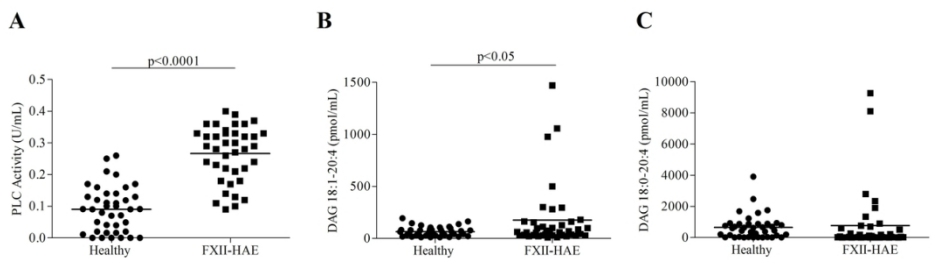 A
p<0.0001
PLC Activity (U/mL)
0.5
0.4
0.3
0.2
0.1
0.0
Healthy
FXII-HAE
B
p<0.05
DAG 18:1-20:4 (pmol/mL)
1500
1000
500
0
Healthy
FXII-HAE
C
DAG 18:0-20:4 (pmol/mL)
10000
8000
6000
4000
2000
0
Healthy
FXII-HAE